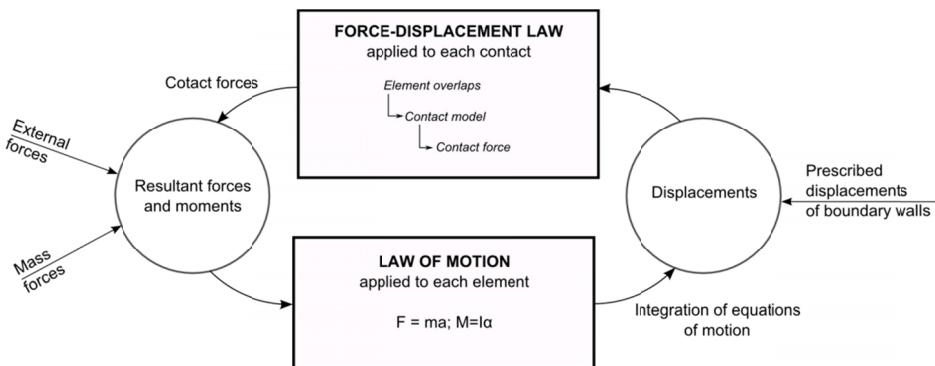 FORCE-DISPLACEMENT LAW
applied to each contact
Element overlaps
Contact model
Contact force
Cotact forces
External
forces
Resultant forces
and moments
Mass
forces
Displacements
Prescribed
displacements
of boundary walls
LAW OF MOTION
applied to each element
F = ma; M=Iα
Integration of equations
of motion